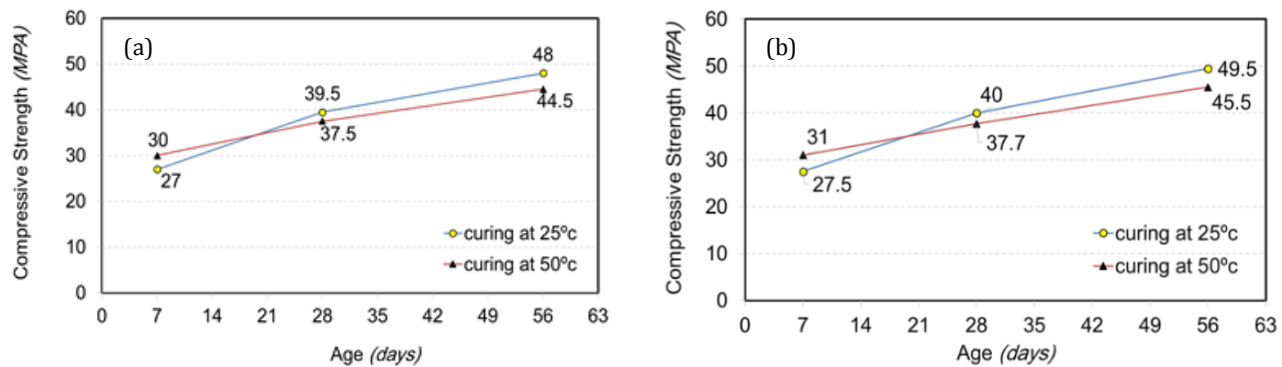 (a)
Compressive Strength (MPA)
60
50
40
30
20
10
0
48
39.5
44.5
37.5
30
27
curing at 25ºc
curing at 50ºc
0 7 14 21 28 35 42 49 56 63
Age (days)
(b)
Compressive Strength (MPA)
60
50
40
30
20
10
0
49.5
40
45.5
37.7
31
27.5
curing at 25ºc
curing at 50ºc
0 7 14 21 28 35 42 49 56 63
Age (days)